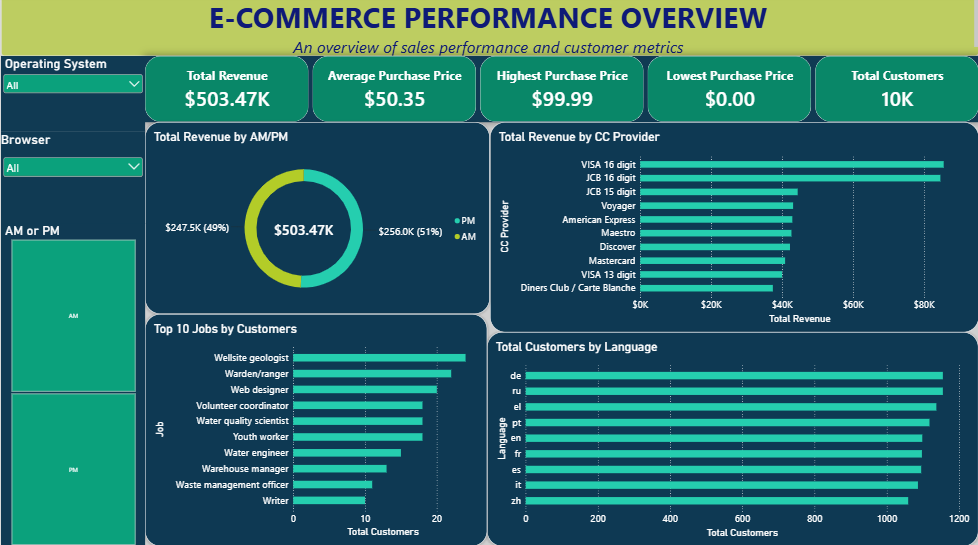 E-COMMERCE PERFORMANCE OVERVIEW
An overview of sales performance and customer metrics
Operating System
All
Browser
All
AM or PM
AM
PM
Total Revenue
$503.47K
Average Purchase Price
$50.35
Highest Purchase Price
$99.99
Lowest Purchase Price
$0.00
Total Customers
10K
Total Revenue by AM/PM
$247.5K (49%)
$503.47K
$256.0K (51%)
PM
AM
Total Revenue by CC Provider
CC Provider
VISA 16 digit
JCB 16 digit
JCB 15 digit
Voyager
American Express
Maestro
Discover
Mastercard
VISA 13 digit
Diners Club / Carte Blanche
$0K $20K $40K $60K $80K
Total Revenue
Top 10 Jobs by Customers
Job
Wellsite geologist
Warden/ranger
Web designer
Volunteer coordinator
Water quality scientist
Youth worker
Water engineer
Warehouse manager
Waste management officer
Writer
0 10 20
Total Customers
Total Customers by Language
Language
de
ru
el
pt
en
fr
es
it
zh
0 200 400 600 800 1000 1200
Total Customers